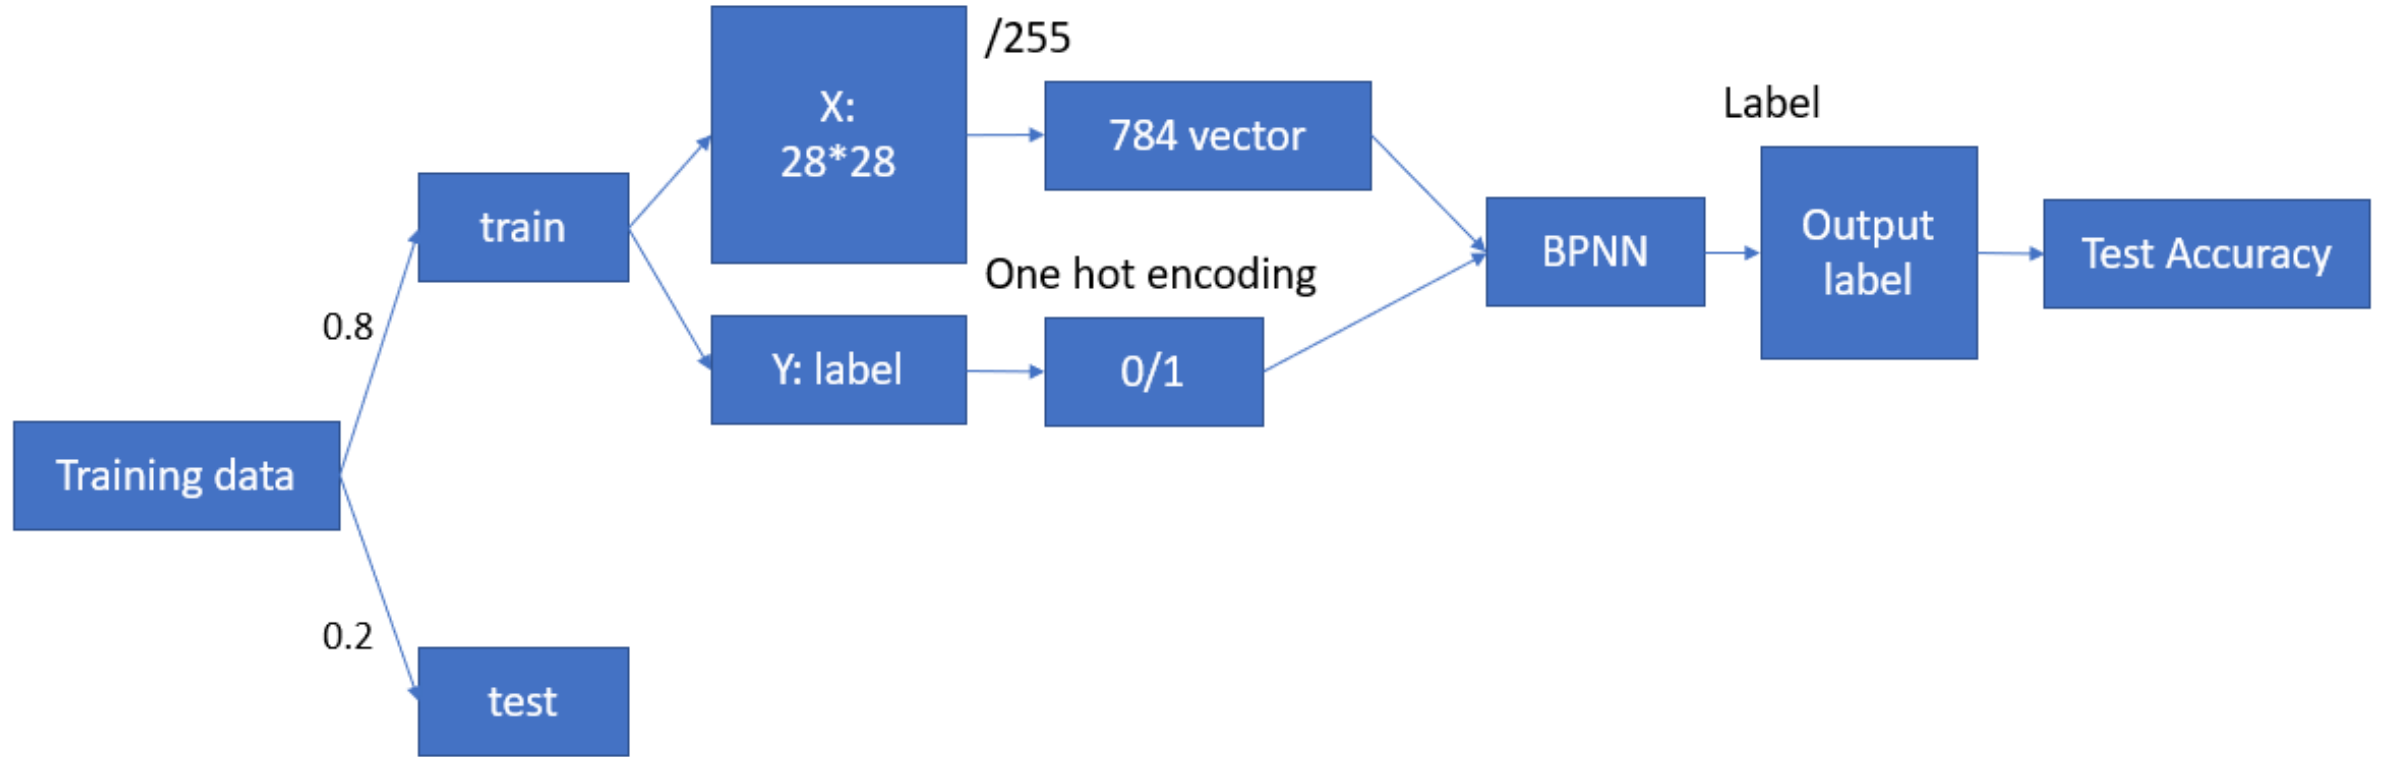 Training data
0.8
0.2
train
test
X:
28*28
Y: label
/255
784 vector
One hot encoding
0/1
BPNN
Label
Output
label
Test Accuracy